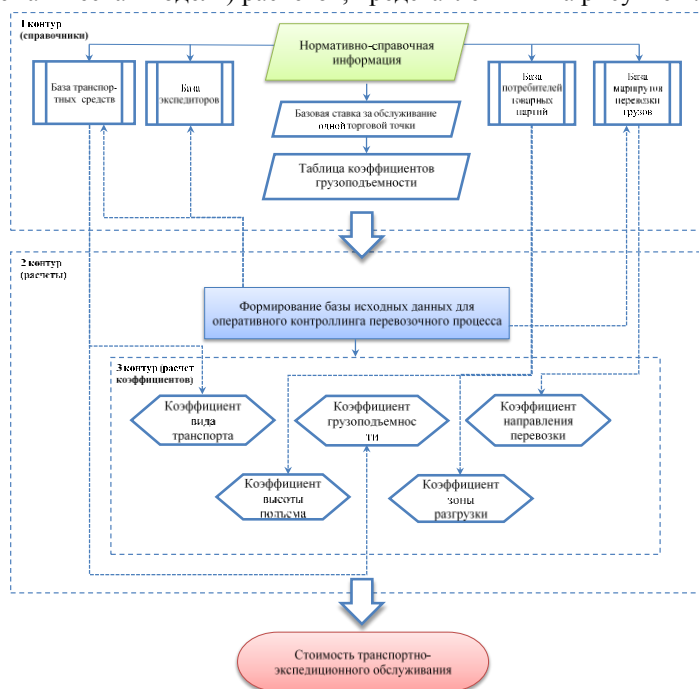 1 контур
(справочники)
Нормативно-справочная
информация
База транспор-
тных средств
База
экспедиторов
База
потребителей
товарных
партий
База
маршрутов
перевозки
грузов
Базовая ставка за обслуживание
одной торговой точки
Таблица коэффициентов
грузоподъемности
2 контур
(расчеты)
Формирование базы исходных данных для
оперативного контроллинга перевозочного процесса
3 контур (расчет
коэффициентов)
Коэффициент
вида
транспорта
Коэффициент
грузоподъемнос
ти
Коэффициент
направления
перевозки
Коэффициент
высоты
подъема
Коэффициент
зоны
разгрузки
Стоимость транспортно-
экспедиционного обслуживания